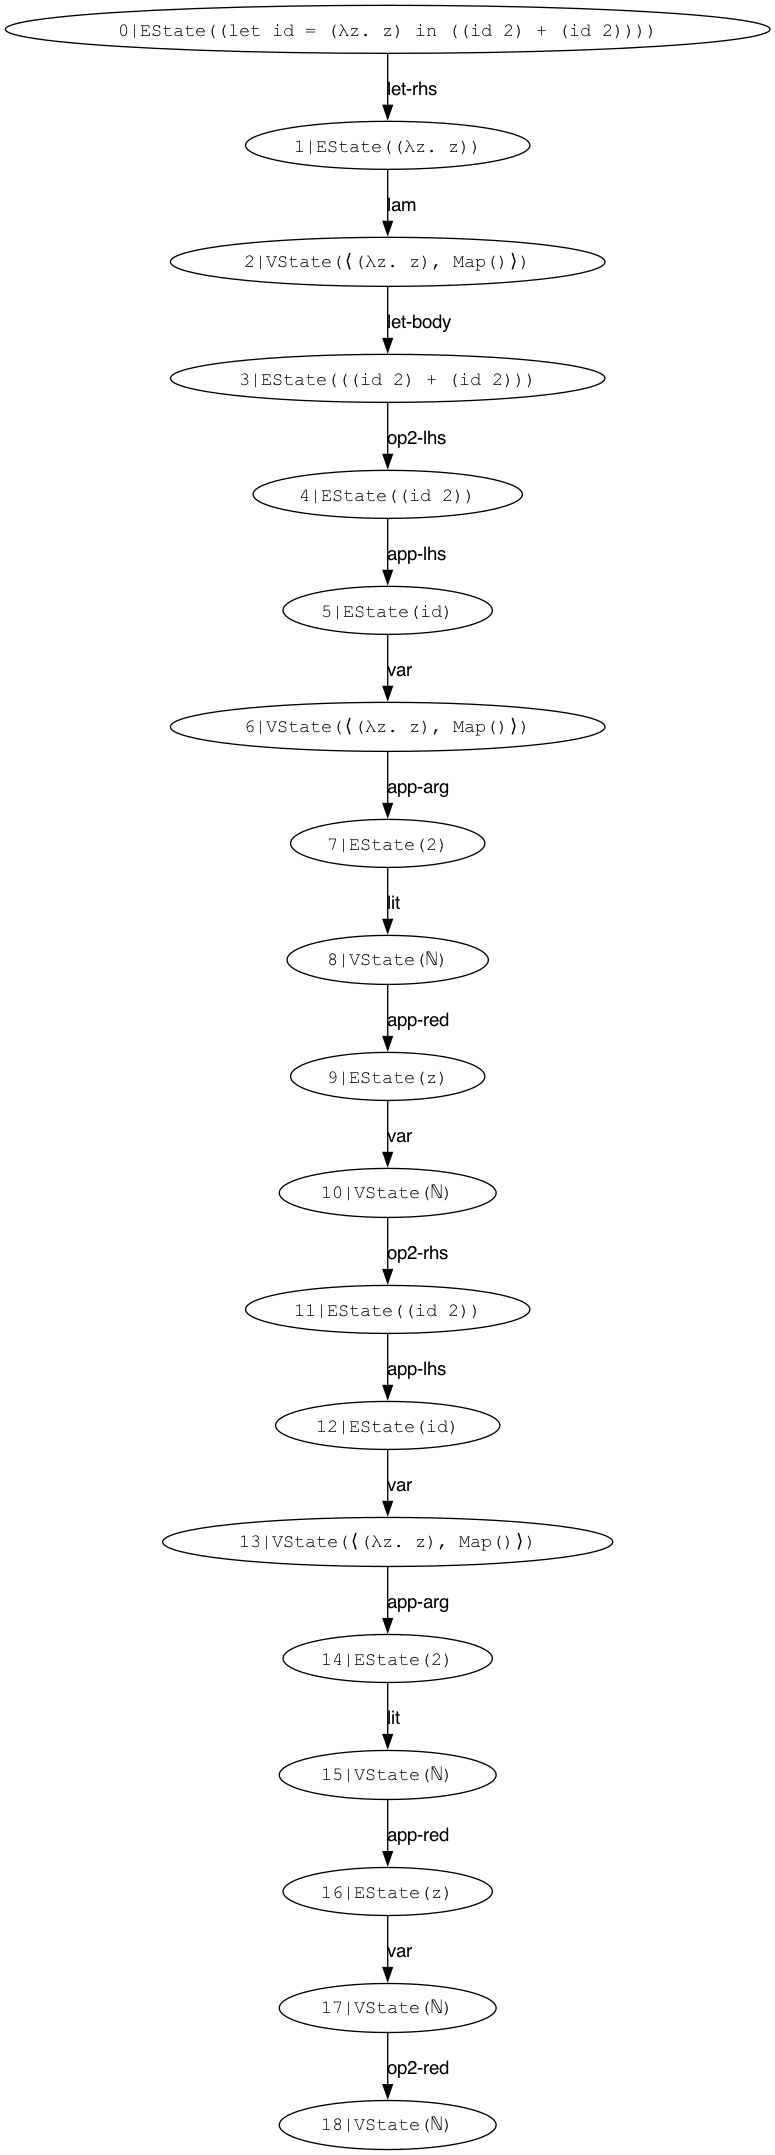 0|EState((let id = (λz. z) in ((id 2) + (id 2))))
let-rhs
1|EState((λz. z))
lam
2|VState(⟨(λz. z), Map()⟩)
let-body
3|EState(((id 2) + (id 2)))
op2-lhs
4|EState((id 2))
app-lhs
5|EState(id)
var
6|VState(⟨(λz. z), Map()⟩)
app-arg
7|EState(2)
lit
8|VState(ℕ)
app-red
9|EState(z)
var
10|VState(ℕ)
op2-rhs
11|EState((id 2))
app-lhs
12|EState(id)
var
13|VState(⟨(λz. z), Map()⟩)
app-arg
14|EState(2)
lit
15|VState(ℕ)
app-red
16|EState(z)
var
17|VState(ℕ)
op2-red
18|VState(ℕ)